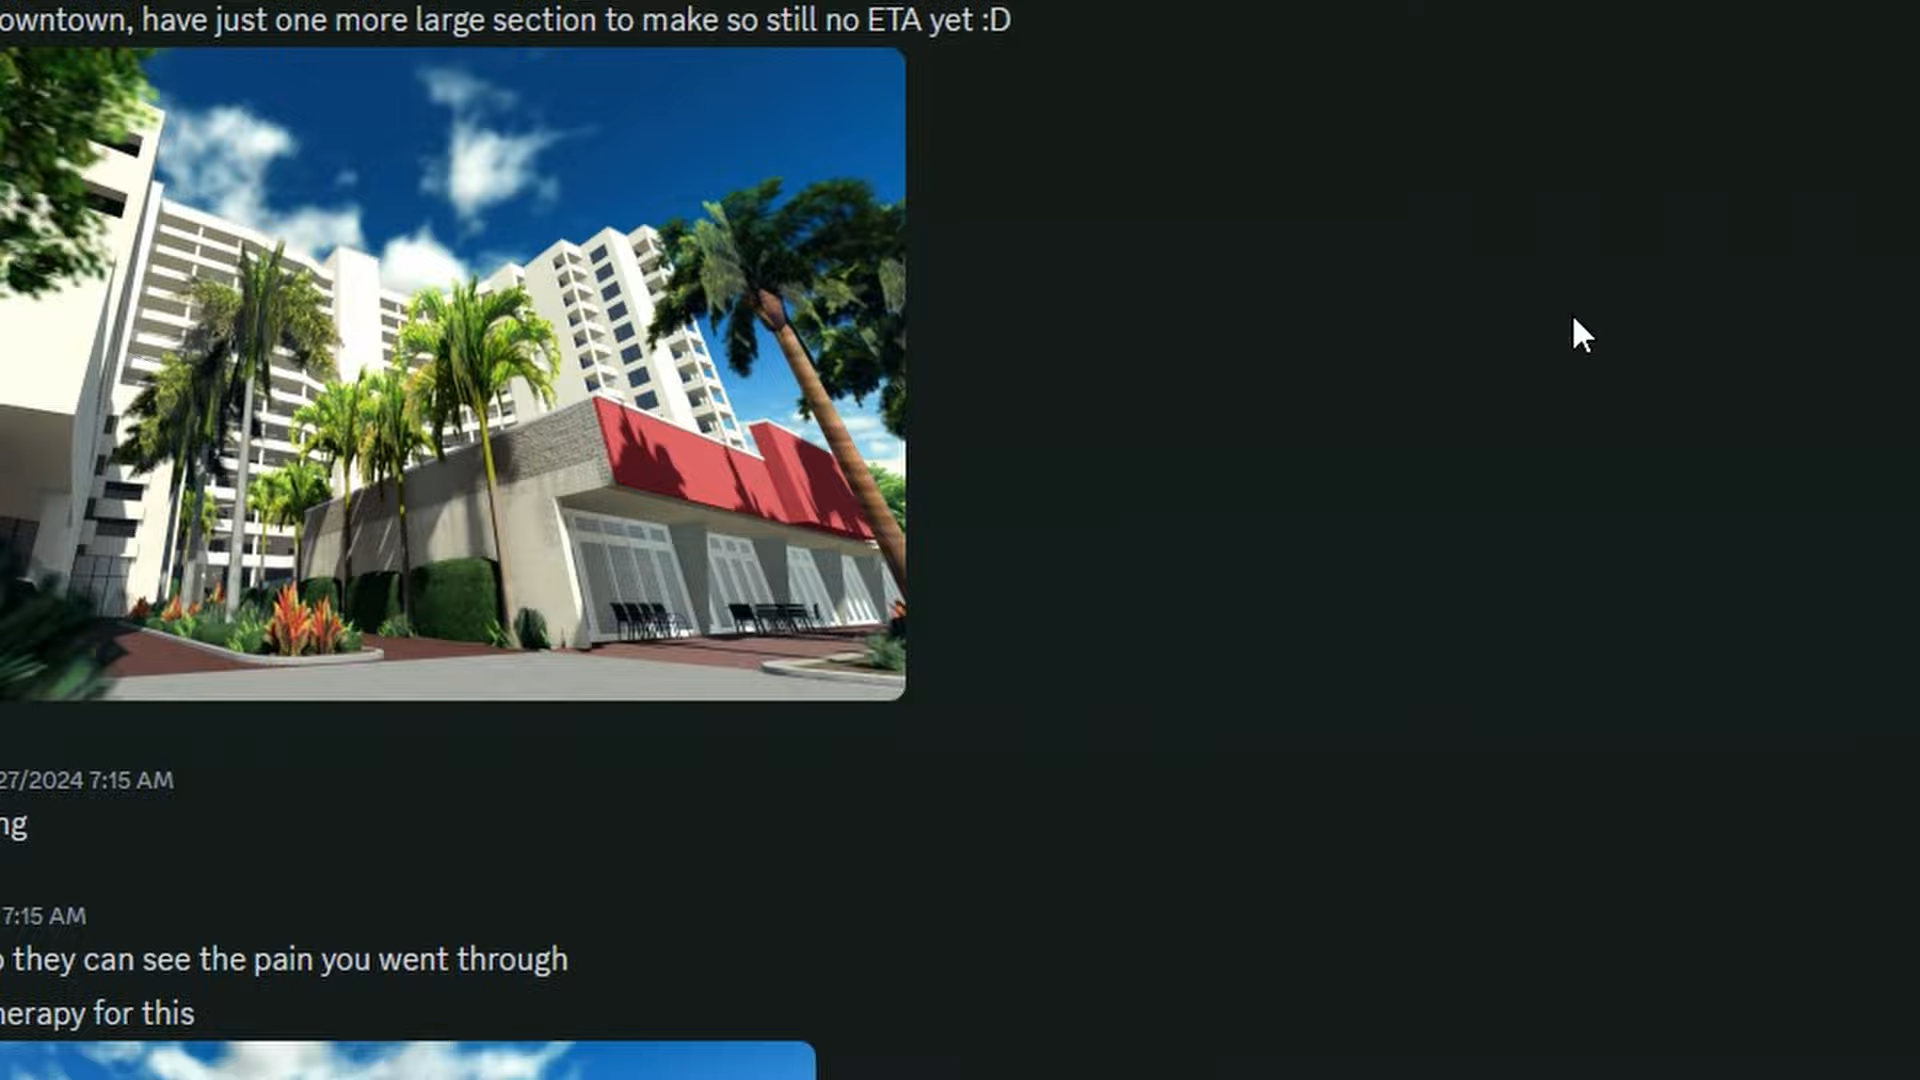 owntown, have just one more large section to make so still no ETA yet :D
27/2024 7:15 AM
ng
7:15 AM
they can see the pain you went through
herapy for this